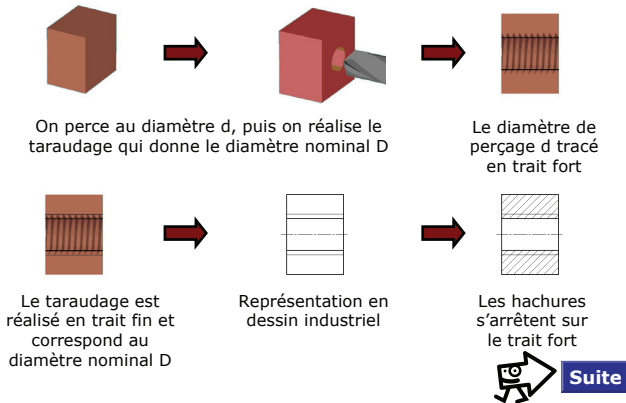 On perce au diamètre d, puis on réalise le
taraudage qui donne le diamètre nominal D
Le diamètre de
perçage d tracé
en trait fort
Le taraudage est
réalisé en trait fin et
correspond au
diamètre nominal D
Représentation en
dessin industriel
Les hachures
s’arrêtent sur
le trait fort
Suite